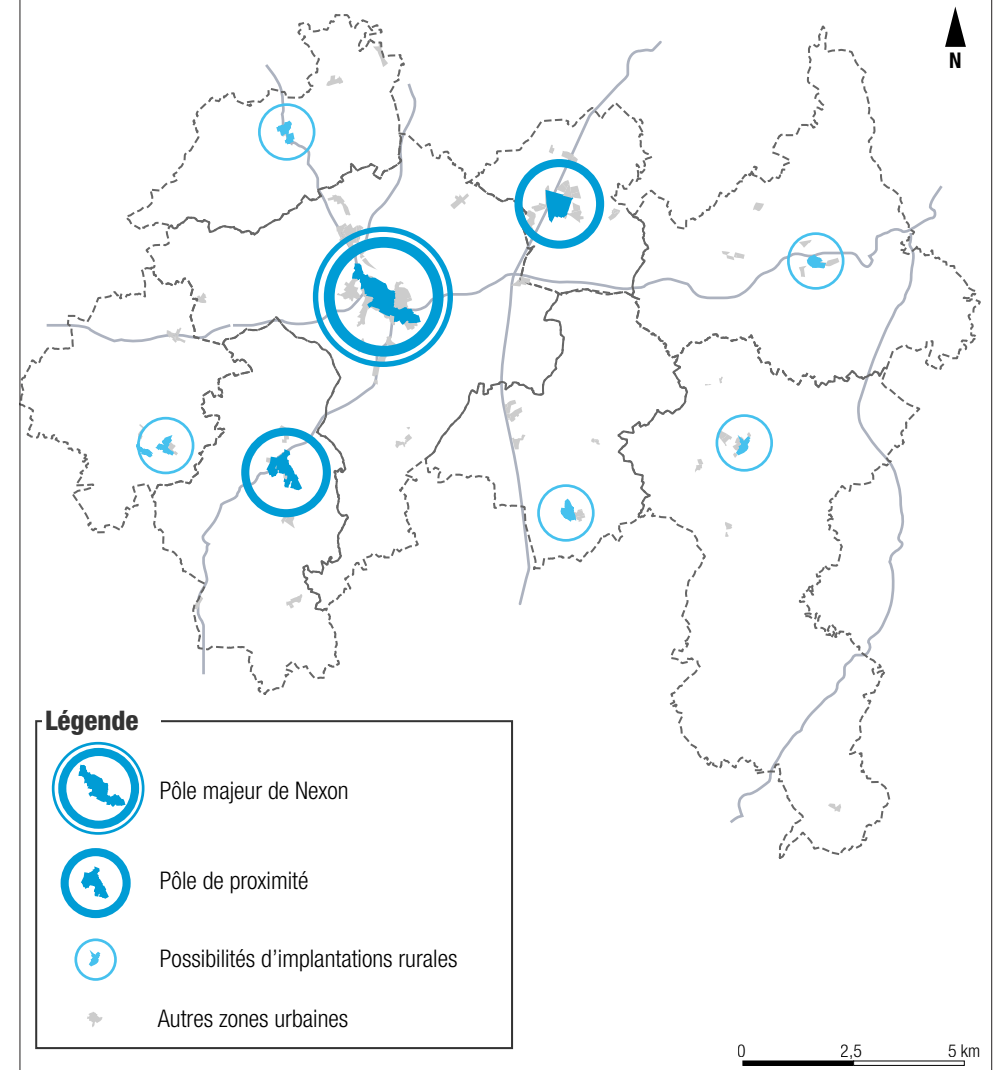 N
Légende
Pôle majeur de Nexon
Pôle de proximité
Possibilités d’implantations rurales
Autres zones urbaines
0 2,5 5 km